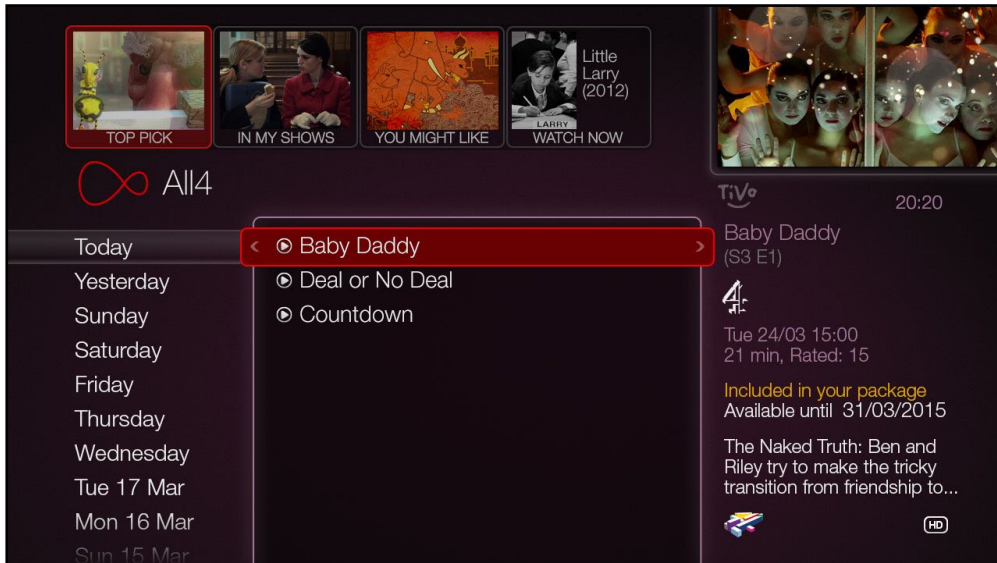 TOP PICK
IN MY SHOWS
YOU MIGHT LIKE
LARRY
Little
Larry
(2012)
WATCH NOW
All4
TiVo
20:20
Today
Yesterday
Sunday
Saturday
Friday
Thursday
Wednesday
Tue 17 Mar
Mon 16 Mar
Sun 15 Mar
< Baby Daddy >
Deal or No Deal
Countdown
Baby Daddy
(S3 E1)
4
Tue 24/03 15:00
21 min, Rated: 15
Included in your package
Available until 31/03/2015
The Naked Truth: Ben and
Riley try to make the tricky
transition from friendship to...
HD